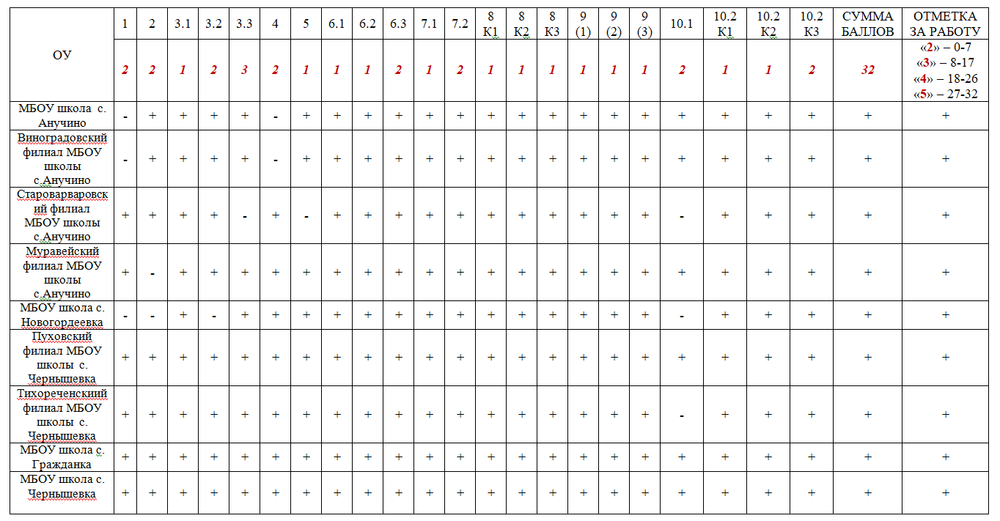 ОУ 1 2 3.1 3.2 3.3 4 5 6.1 6.2 6.3 7.1 7.2 8 К1 8 К2 8 К3 9 (1) 9 (2) 9 (3) 10.1 10.2 К1 10.2 К2 10.2 К3 СУММА БАЛЛОВ ОТМЕТКА ЗА РАБОТУ
2 2 1 2 3 2 1 1 1 2 1 2 1 1 1 1 1 1 2 1 1 2 32 «2» – 0-7
«3» – 8-17
«4» – 18-26
«5» – 27-32
МБОУ школа с.
Анучино
- + + + + - + + + + + + + + + + + + + + + + + +
Виноградовский
филиал МБОУ
школы
с.Анучино
- + + + + - + + + + + + + + + + + + + + + + + +
Староварваровск
ий филиал
МБОУ школы
с.Анучино
+ + + + - + - + + + + + + + + + + + - + + + + +
Муравейский
филиал МБОУ
школы
с.Анучино
+ - + + + + + + + + + + + + + + + + + + + + + +
МБОУ школа с.
Новогордеевка
- - + - + + + + + + + + + + + + + + - + + + + +
Пуховский
филиал МБОУ
школы с.
Чернышевка
+ + + + + + + + + + + + + + + + + + + + + + + +
Тихореченскиий
филиал МБОУ
школы с.
Чернышевка
+ + + + + + + + + + + + + + + + + + - + + + + +
МБОУ школа с.
Гражданка
+ + + + + + + + + + + + + + + + + + + + + + + +
МБОУ школа с.
Чернышевка
+ + + + + + + + + + + + + + + + + + + + + + + +